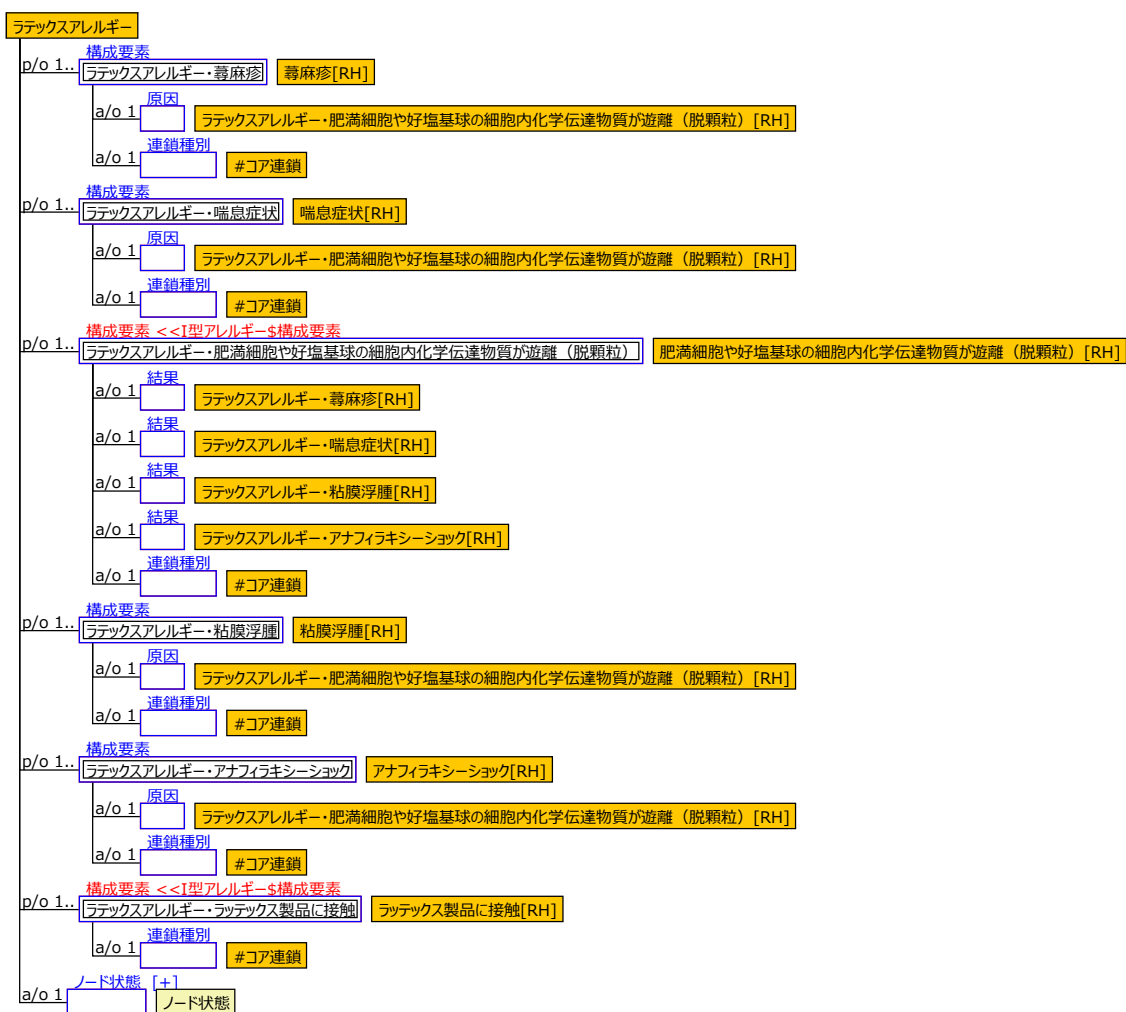 ラテックスアレルギー
構成要素
p/o 1.. ラテックスアレルギー・蕁麻疹 蕁麻疹[RH]
原因
a/o 1 ラテックスアレルギー・肥満細胞や好塩基球の細胞内化学伝達物質が遊離（脱顆粒）[RH]
連鎖種別
a/o 1 #コア連鎖
構成要素
p/o 1.. ラテックスアレルギー・喘息症状 喘息症状[RH]
原因
a/o 1 ラテックスアレルギー・肥満細胞や好塩基球の細胞内化学伝達物質が遊離（脱顆粒）[RH]
連鎖種別
a/o 1 #コア連鎖
構成要素 <<I型アレルギー$構成要素
p/o 1.. ラテックスアレルギー・肥満細胞や好塩基球の細胞内化学伝達物質が遊離（脱顆粒） 肥満細胞や好塩基球の細胞内化学伝達物質が遊離（脱顆粒）[RH]
結果
a/o 1 ラテックスアレルギー・蕁麻疹[RH]
結果
a/o 1 ラテックスアレルギー・喘息症状[RH]
結果
a/o 1 ラテックスアレルギー・粘膜浮腫[RH]
結果
a/o 1 ラテックスアレルギー・アナフィラキシーショック[RH]
連鎖種別
a/o 1 #コア連鎖
構成要素
p/o 1.. ラテックスアレルギー・粘膜浮腫 粘膜浮腫[RH]
原因
a/o 1 ラテックスアレルギー・肥満細胞や好塩基球の細胞内化学伝達物質が遊離（脱顆粒）[RH]
連鎖種別
a/o 1 #コア連鎖
構成要素
p/o 1.. ラテックスアレルギー・アナフィラキシーショック アナフィラキシーショック[RH]
原因
a/o 1 ラテックスアレルギー・肥満細胞や好塩基球の細胞内化学伝達物質が遊離（脱顆粒）[RH]
連鎖種別
a/o 1 #コア連鎖
構成要素 <<I型アレルギー$構成要素
p/o 1.. ラテックスアレルギー・ラッテックス製品に接触 ラッテックス製品に接触[RH]
連鎖種別
a/o 1 #コア連鎖
ノード状態 [+]
a/o 1 ノード状態